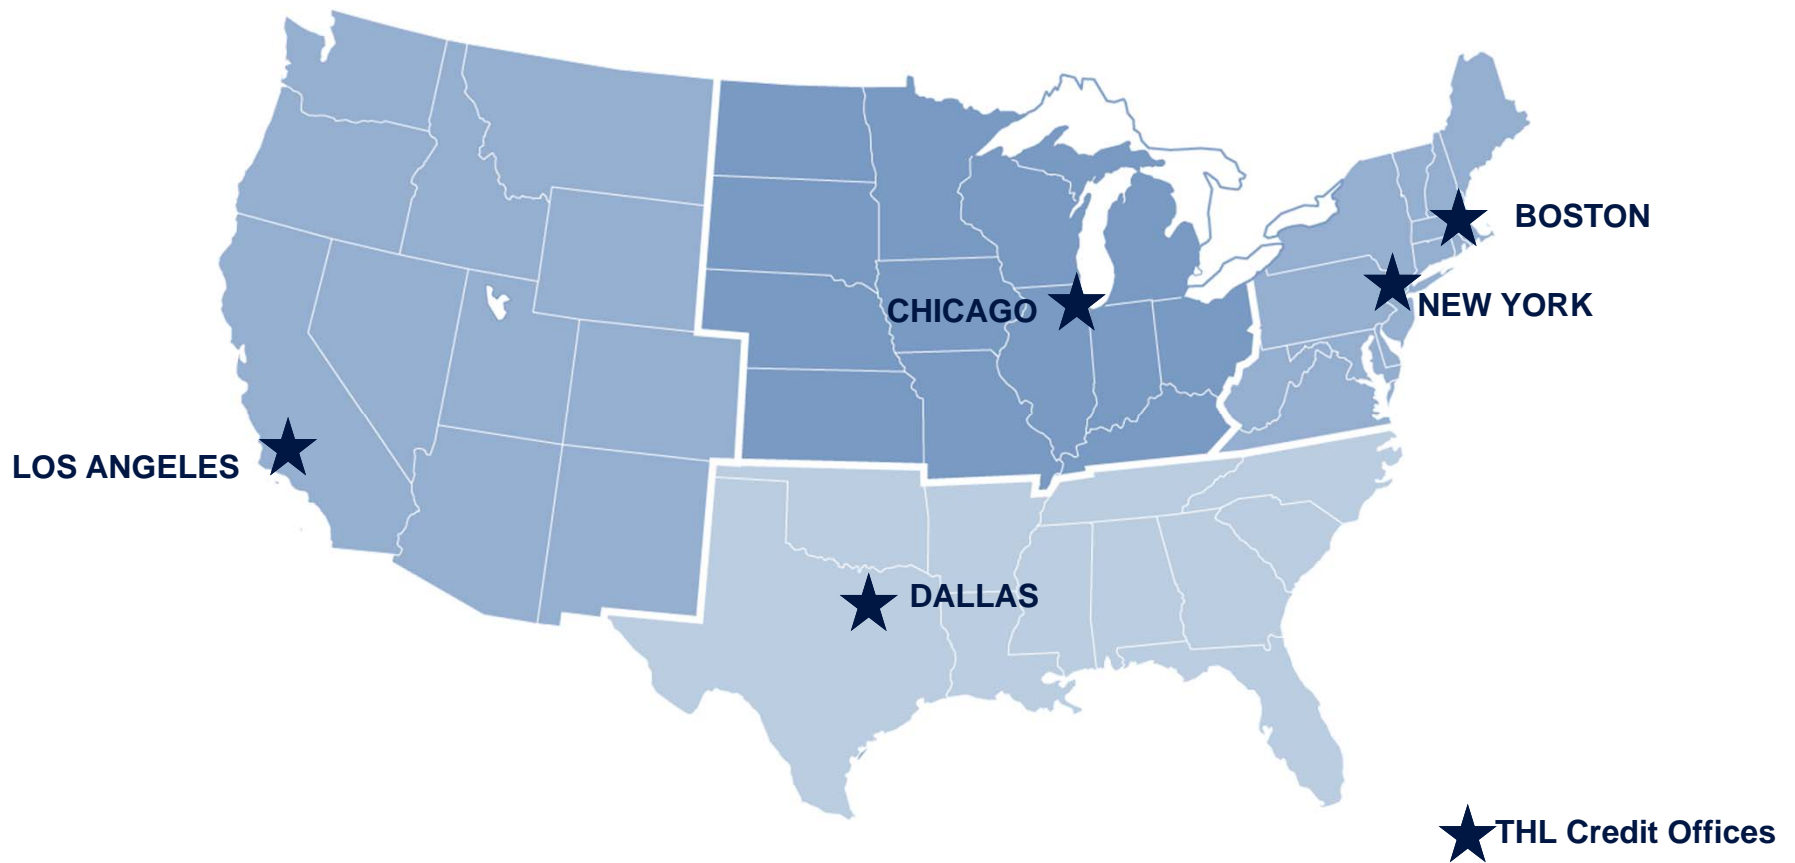 BOSTON
NEW YORK
CHICAGO
LOS ANGELES
DALLAS
THL Credit Offices